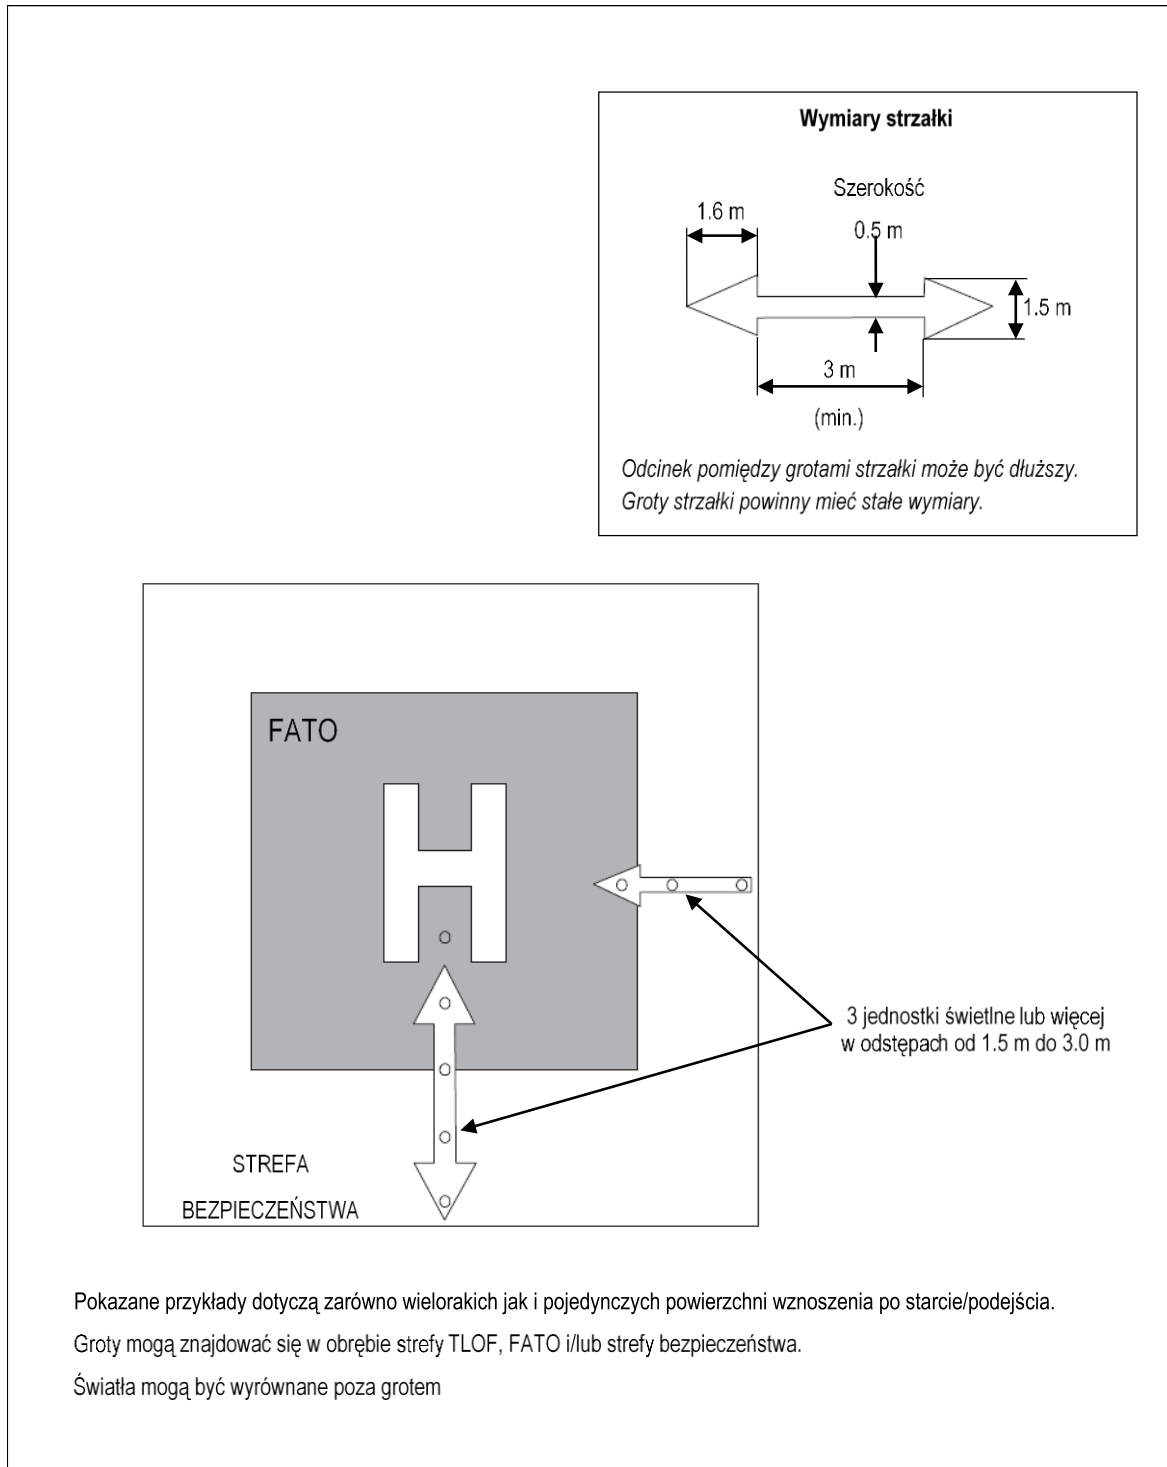 Wymiary strzałki
Szerokość
1.6 m
0.5 m
1.5 m
3 m
(min.)
Odcinek pomiędzy grotami strzałki może być dłuższy.
Groty strzałki powinny mieć stałe wymiary.
FATO
H
3 jednostki świetlne lub więcej
w odstępach od 1.5 m do 3.0 m
STREFA
BEZPIECZEŃSTWA
Pokazane przykłady dotyczą zarówno wielorakich jak i pojedynczych powierzchni wznoszenia po starcie/podejścia.
Groty mogą znajdować się w obrębie strefy TLOF, FATO i/lub strefy bezpieczeństwa.
Światła mogą być wyrównane poza grotem